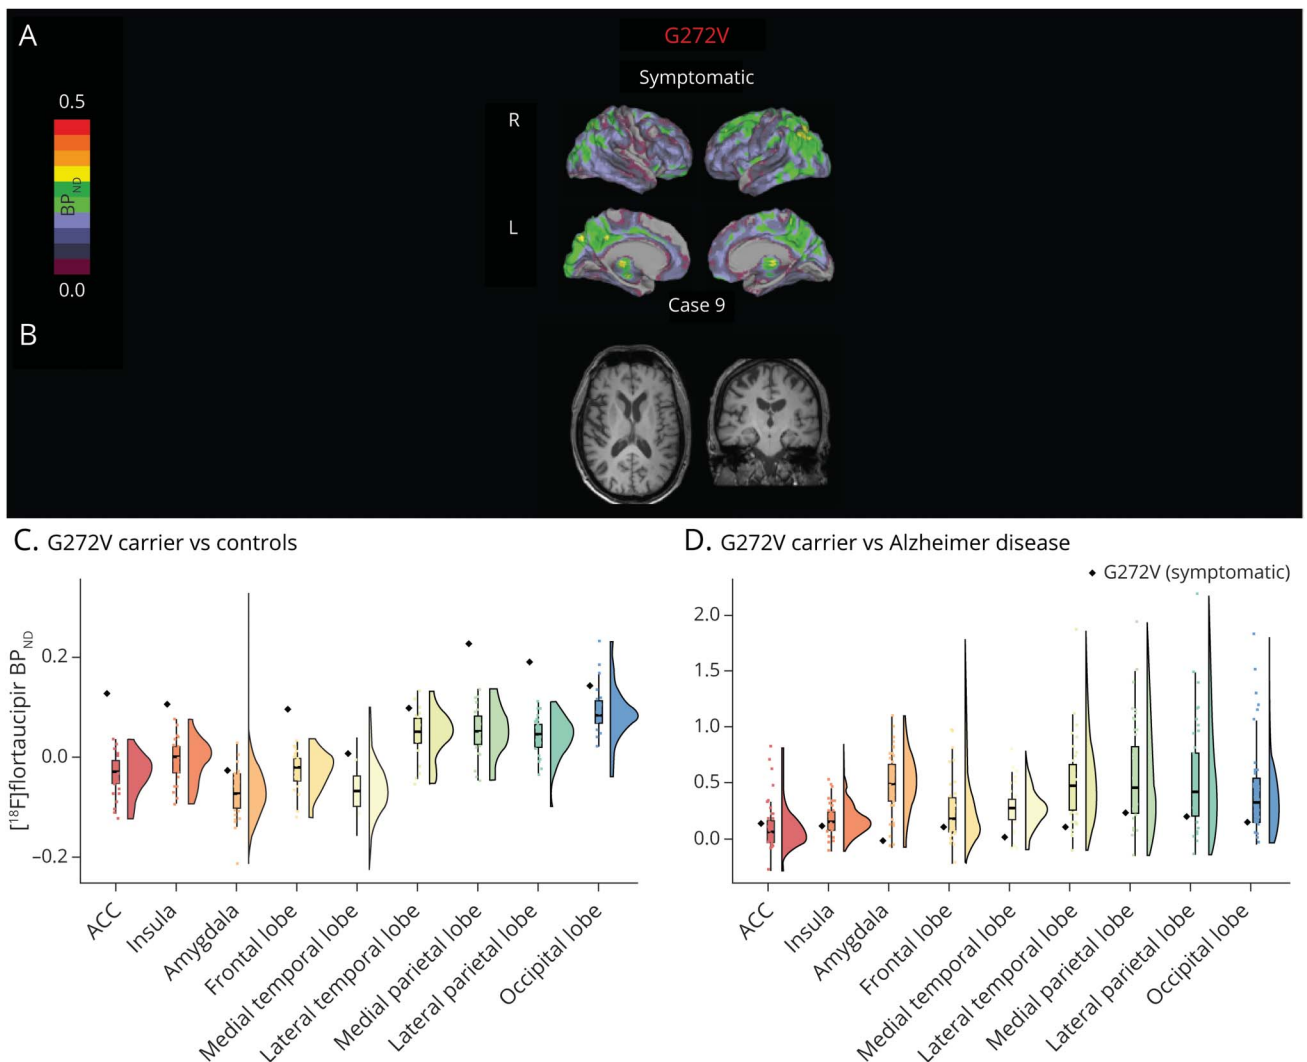 A
G272V
Symptomatic
0.5
R
BP_ND
L
0.0
Case 9
B
C. G272V carrier vs controls
D. G272V carrier vs Alzheimer disease
◆ G272V (symptomatic)
[¹⁸F]flortaucipir BP_ND
0.2
0.0
–0.2
ACC
Insula
Amygdala
Frontal lobe
Medial temporal lobe
Lateral temporal lobe
Medial parietal lobe
Lateral parietal lobe
Occipital lobe
2.0
1.5
1.0
0.5
0.0
ACC
Insula
Amygdala
Frontal lobe
Medial temporal lobe
Lateral temporal lobe
Medial parietal lobe
Lateral parietal lobe
Occipital lobe